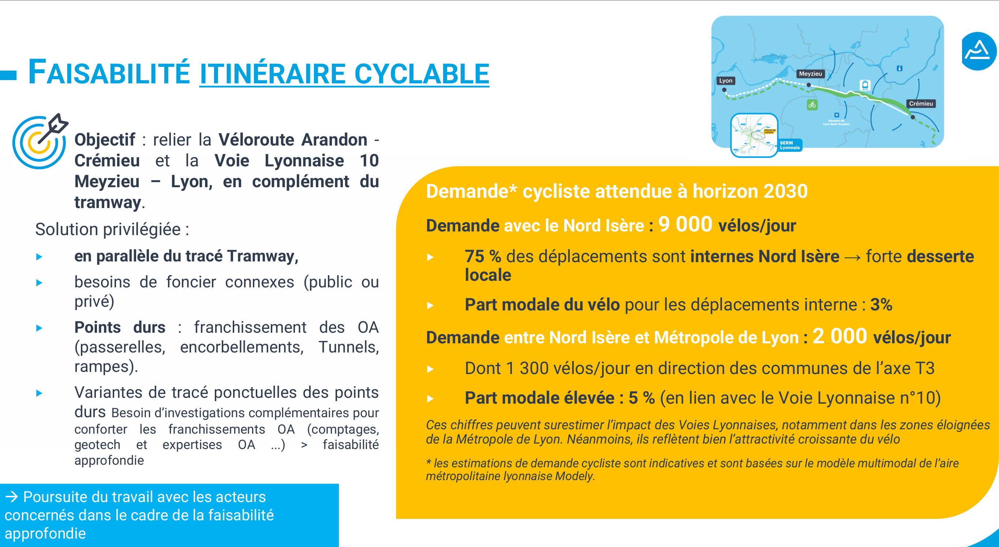 FAISABILITÉ ITINÉRAIRE CYCLABLE
Lyon
Meyzieu
Crémieu
Aéroport de
Lyon-Saint-Exupéry
PROJET DE
LIAISON
SERM
Lyonnais
Objectif : relier la Véloroute Arandon -
Crémieu et la Voie Lyonnaise 10
Meyzieu – Lyon, en complément du
tramway.
Solution privilégiée :
en parallèle du tracé Tramway,
besoins de foncier connexes (public ou
privé)
Points durs : franchissement des OA
(passerelles, encorbellements, Tunnels,
rampes).
Variantes de tracé ponctuelles des points
durs Besoin d’investigations complémentaires pour
conforter les franchissements OA (comptages,
geotech et expertises OA ...) > faisabilité
approfondie
→ Poursuite du travail avec les acteurs
concernés dans le cadre de la faisabilité
approfondie
Demande* cycliste attendue à horizon 2030
Demande avec le Nord Isère : 9 000 vélos/jour
75 % des déplacements sont internes Nord Isère → forte desserte
locale
Part modale du vélo pour les déplacements interne : 3%
Demande entre Nord Isère et Métropole de Lyon : 2 000 vélos/jour
Dont 1 300 vélos/jour en direction des communes de l’axe T3
Part modale élevée : 5 % (en lien avec le Voie Lyonnaise n°10)
Ces chiffres peuvent surestimer l’impact des Voies Lyonnaises, notamment dans les zones éloignées
de la Métropole de Lyon. Néanmoins, ils reflètent bien l’attractivité croissante du vélo
* les estimations de demande cycliste sont indicatives et sont basées sur le modèle multimodal de l’aire
métropolitaine lyonnaise Modely.